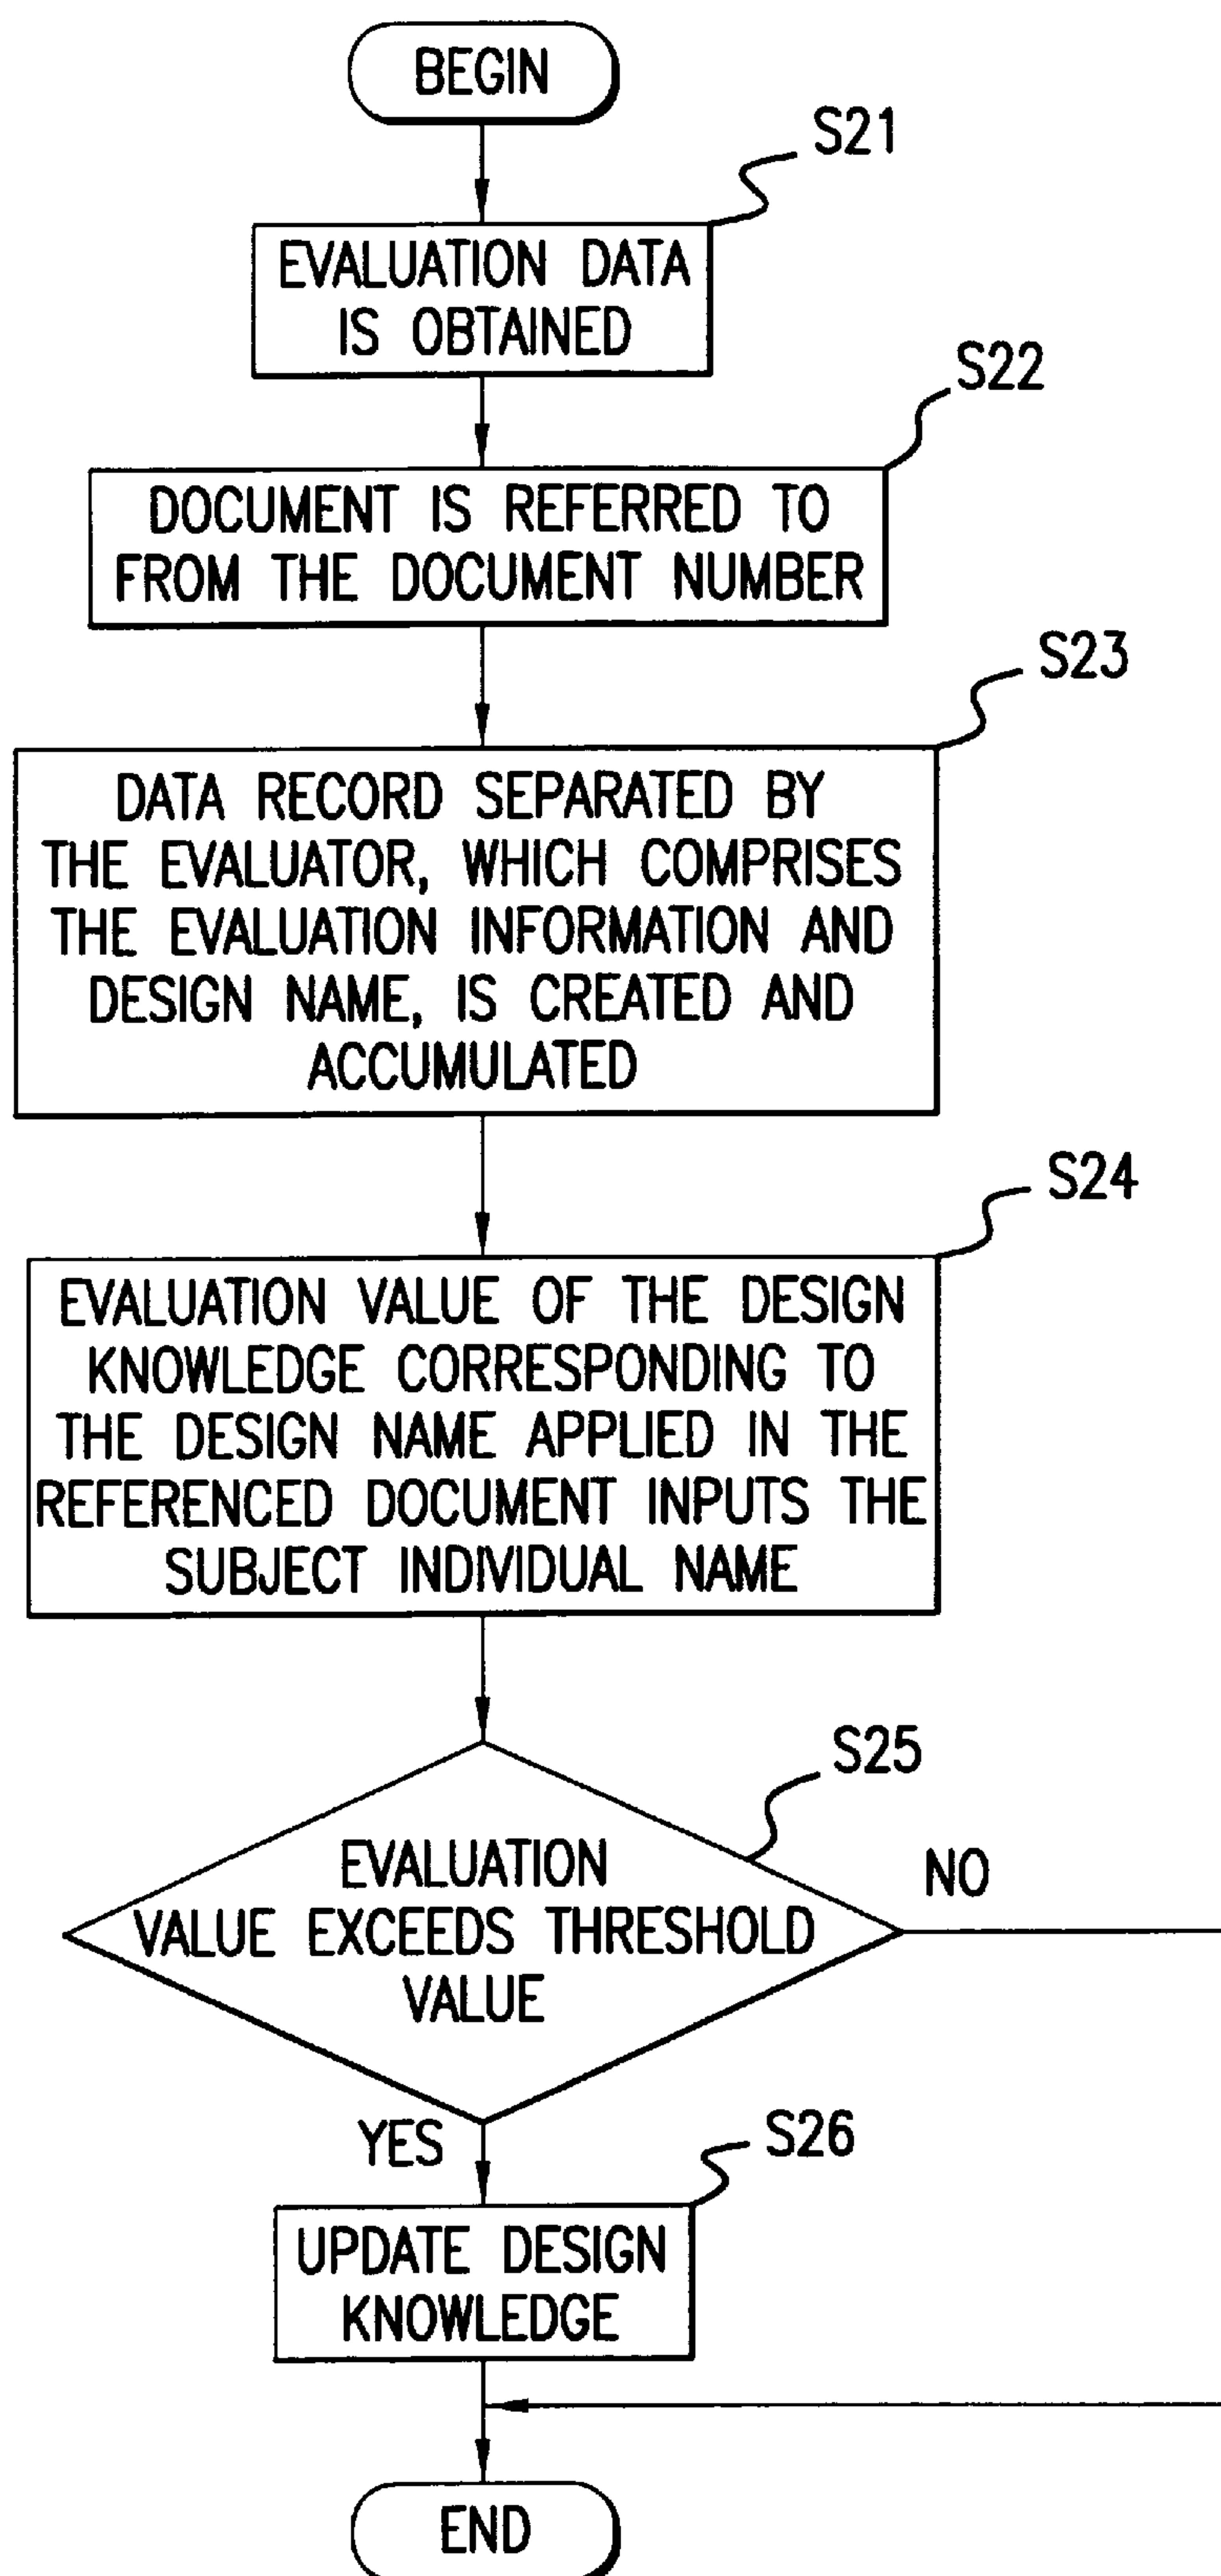 BEGIN
S21
EVALUATION DATA
IS OBTAINED
S22
DOCUMENT IS REFERRED TO
FROM THE DOCUMENT NUMBER
S23
DATA RECORD SEPARATED BY
THE EVALUATOR, WHICH COMPRISES
THE EVALUATION INFORMATION AND
DESIGN NAME, IS CREATED AND
ACCUMULATED
S24
EVALUATION VALUE OF THE DESIGN
KNOWLEDGE CORRESPONDING TO
THE DESIGN NAME APPLIED IN THE
REFERENCED DOCUMENT INPUTS THE
SUBJECT INDIVIDUAL NAME
S25
EVALUATION
VALUE EXCEEDS THRESHOLD
VALUE
NO
YES
S26
UPDATE DESIGN
KNOWLEDGE
END